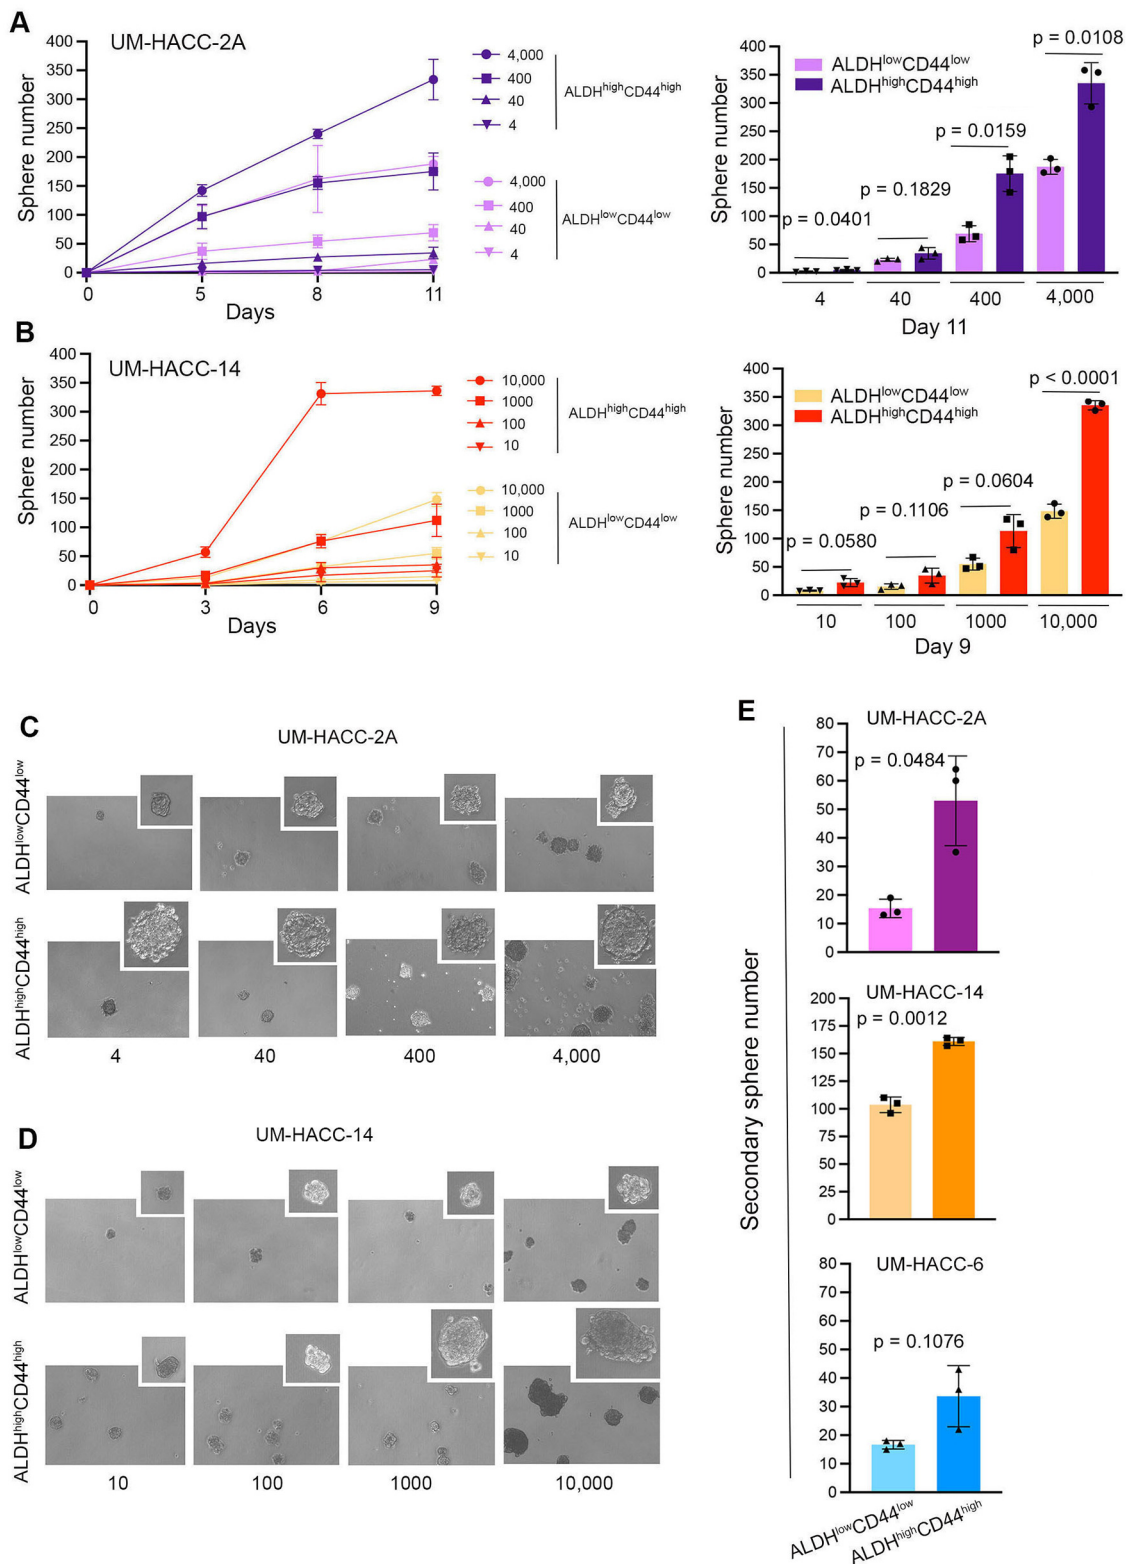 A
UM-HACC-2A
Sphere number
400
350
300
250
200
150
100
50
0
0
5
8
11
Days
4,000
400
40
4
ALDHhighCD44high
4,000
400
40
4
ALDHlowCD44low
Sphere number
400
350
300
250
200
150
100
50
0
ALDHlowCD44low
ALDHhighCD44high
p = 0.0401
p = 0.1829
p = 0.0159
p = 0.0108
4
40
400
4,000
Day 11
B
UM-HACC-14
Sphere number
400
350
300
250
200
150
100
50
0
0
3
6
9
Days
10,000
1000
100
10
ALDHhighCD44high
10,000
1000
100
10
ALDHlowCD44low
Sphere number
400
350
300
250
200
150
100
50
0
ALDHlowCD44low
ALDHhighCD44high
p = 0.0580
p = 0.1106
p = 0.0604
p < 0.0001
10
100
1000
10,000
Day 9
C
UM-HACC-2A
ALDHlowCD44low
ALDHhighCD44high
4
40
400
4,000
D
UM-HACC-14
ALDHlowCD44low
ALDHhighCD44high
10
100
1000
10,000
E
Secondary sphere number
UM-HACC-2A
p = 0.0484
80
70
60
50
40
30
20
10
0
UM-HACC-14
p = 0.0012
200
175
150
125
100
75
50
25
0
UM-HACC-6
p = 0.1076
80
70
60
50
40
30
20
10
0
ALDHlowCD44low
ALDHhighCD44high